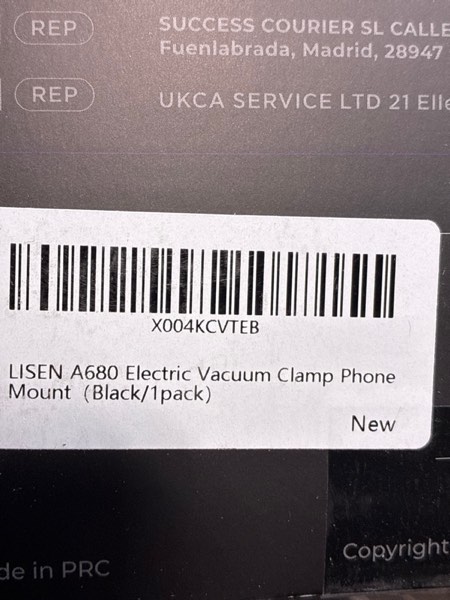 REP
SUCCESS COURIER SL CALLE
Fuenlabrada, Madrid, 28947
REP
UKCA SERVICE LTD 21
X004KCVTEB
LISEN A680 Electric Vacuum Clamp Phone
Mount (Black/1pack)
New
Copyright
de in PRC